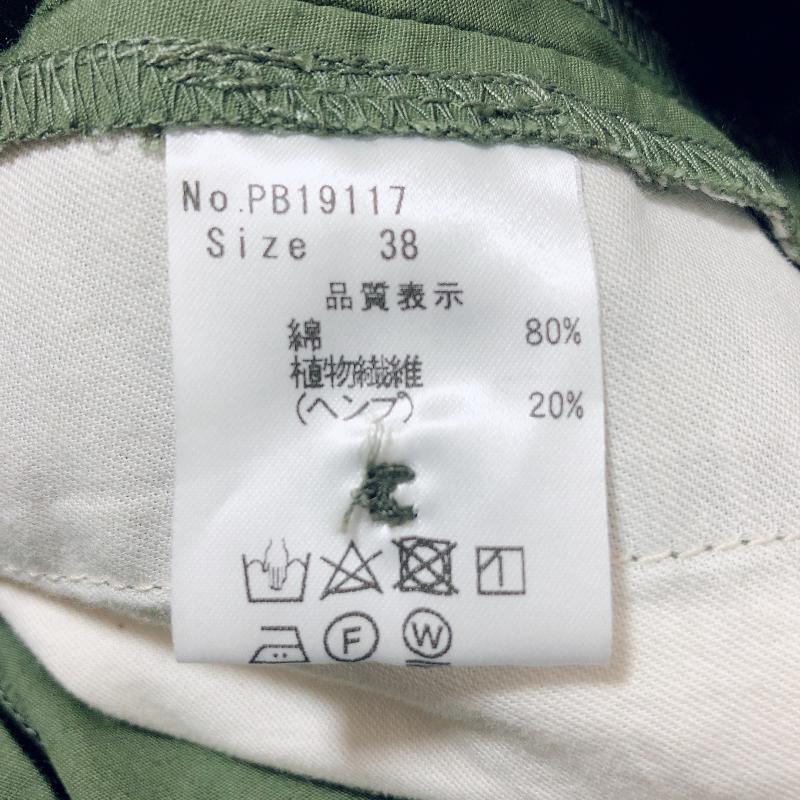 No.PB19117
Size 38
品質表示
綿 80%
植物繊維
(ヘンプ) 20%
F W